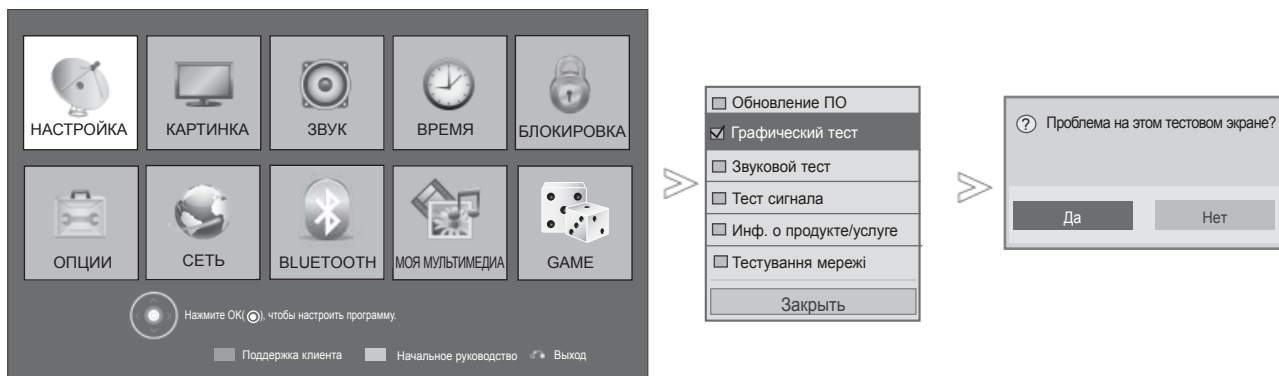 НАСТРОЙКА
КАРТИНКА
ЗВУК
ВРЕМЯ
БЛОКИРОВКА
ОПЦИИ
СЕТЬ
BLUETOOTH
МОЯ МУЛЬТИМЕДИА
GAME
Нажмите OK(◉), чтобы настроить программу.
Поддержка клиента
Начальное руководство
Выход
Обновление ПО
Графический тест
Звуковой тест
Тест сигнала
Инф. о продукте/услуге
Тестування мережі
Закрыть
? Проблема на этом тестовом экране?
Да
Нет